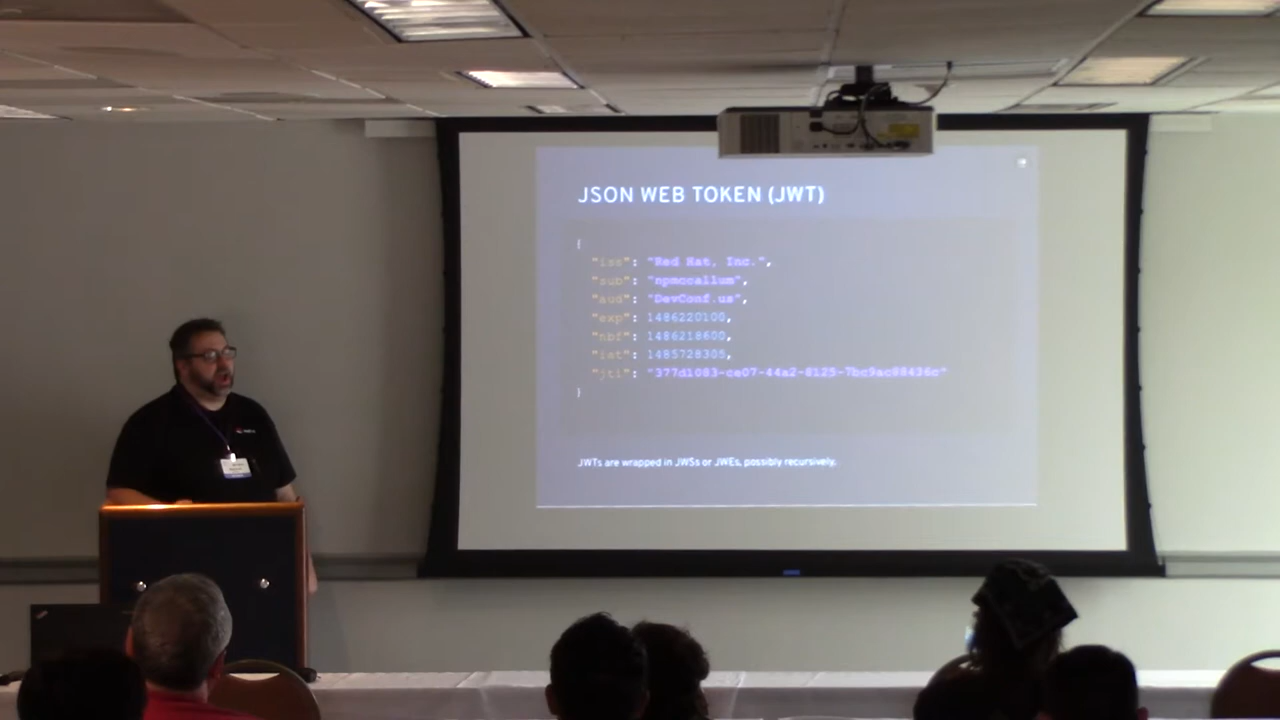 JSON WEB TOKEN (JWT)
{
"iss": "Red Hat, Inc.",
"sub": "npmccallum",
"aud": "DevConf.us",
"exp": 1486220100,
"nbf": 1486218600,
"iat": 1485728305,
"jti": "377d1083-ce07-44a2-8125-7bc9ac88436c"
}
JWTs are wrapped in JWSs or JWEs, possibly recursively.